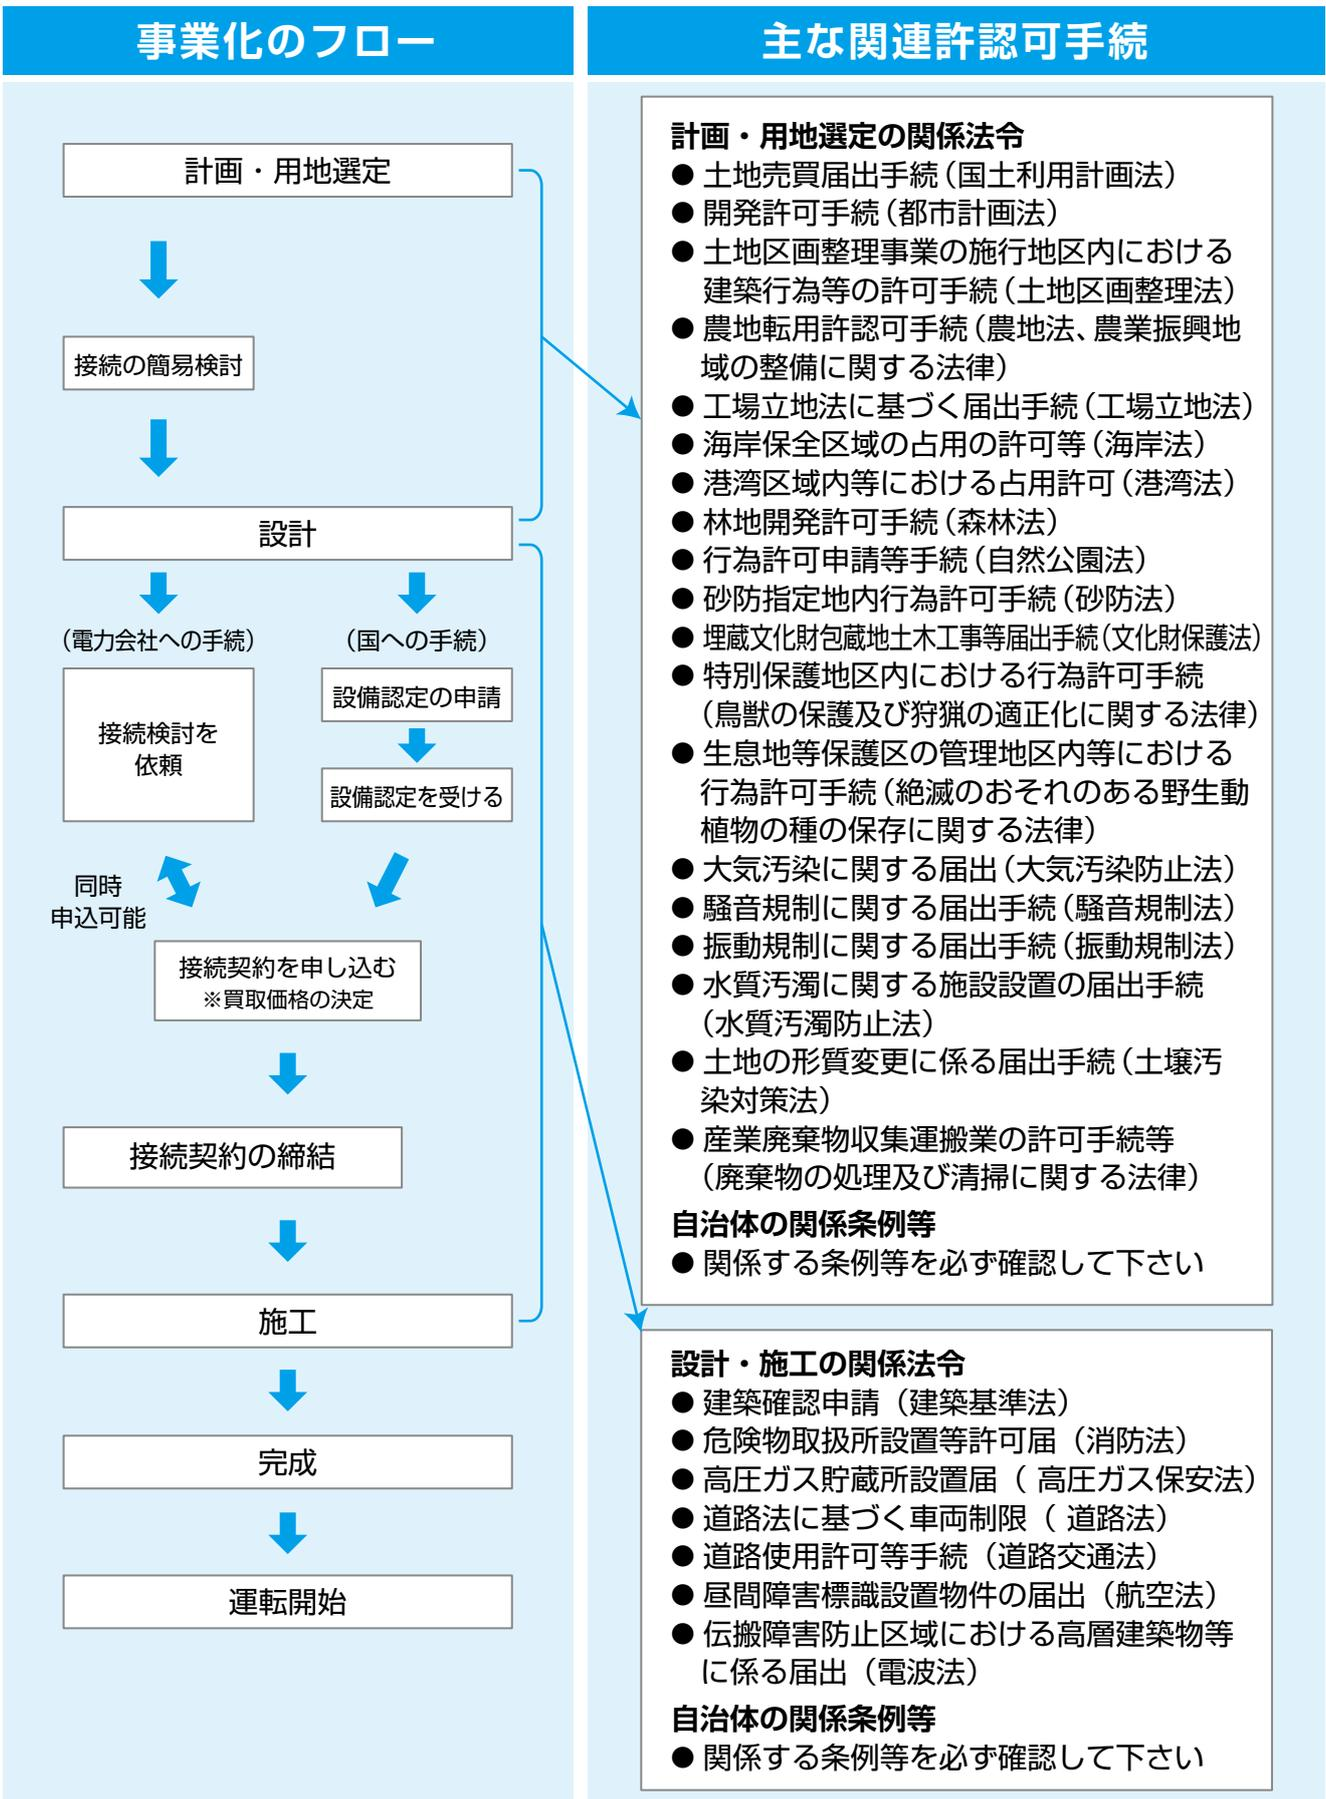 事業化のフロー
計画・用地選定
接続の簡易検討
設計
（電力会社への手続）
（国への手続）
接続検討を
依頼
設備認定の申請
設備認定を受ける
同時
申込可能
接続契約を申し込む
※買取価格の決定
接続契約の締結
施工
完成
運転開始
主な関連許認可手続
計画・用地選定の関係法令
● 土地売買届出手続（国土利用計画法）
● 開発許可手続（都市計画法）
● 土地区画整理事業の施行地区内における
建築行為等の許可手続（土地区画整理法）
● 農地転用許認可手続（農地法、農業振興地
域の整備に関する法律）
● 工場立地法に基づく届出手続（工場立地法）
● 海岸保全区域の占用の許可等（海岸法）
● 港湾区域内等における占用許可（港湾法）
● 林地開発許可手続（森林法）
● 行為許可申請等手続（自然公園法）
● 砂防指定地内行為許可手続（砂防法）
● 埋蔵文化財包蔵地土木工事等届出手続（文化財保護法）
● 特別保護地区内における行為許可手続
（鳥獣の保護及び狩猟の適正化に関する法律）
● 生息地等保護区の管理地区内等における
行為許可手続（絶滅のおそれのある野生動
植物の種の保存に関する法律）
● 大気汚染に関する届出（大気汚染防止法）
● 騒音規制に関する届出手続（騒音規制法）
● 振動規制に関する届出手続（振動規制法）
● 水質汚濁に関する施設設置の届出手続
（水質汚濁防止法）
● 土地の形質変更に係る届出手続（土壌汚
染対策法）
● 産業廃棄物収集運搬業の許可手続等
（廃棄物の処理及び清掃に関する法律）
自治体の関係条例等
● 関係する条例等を必ず確認して下さい
設計・施工の関係法令
● 建築確認申請（建築基準法）
● 危険物取扱所設置等許可届（消防法）
● 高圧ガス貯蔵所設置届（ 高圧ガス保安法）
● 道路法に基づく車両制限（ 道路法）
● 道路使用許可等手続（道路交通法）
● 昼間障害標識設置物件の届出（航空法）
● 伝搬障害防止区域における高層建築物等
に係る届出（電波法）
自治体の関係条例等
● 関係する条例等を必ず確認して下さい